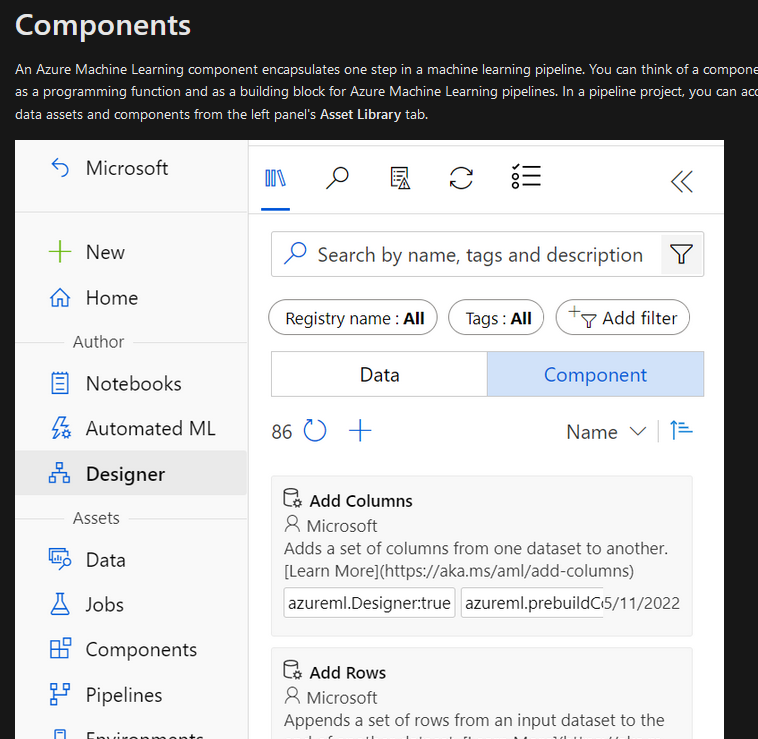 Components
An Azure Machine Learning component encapsulates one step in a machine learning pipeline. You can think of a
as a programming function and as a building block for Azure Machine Learning pipelines. In a pipeline project, you can
data assets and components from the left panel's Asset Library tab.
Microsoft
New
Home
Author
Notebooks
Automated ML
Designer
Assets
Data
Jobs
Components
Pipelines
Search by name, tags and description
Registry name : All
Tags : All
Add filter
Data
Component
86
Name
Add Columns
Microsoft
Adds a set of columns from one dataset to another.
[Learn More](https://aka.ms/aml/add-columns)
azureml.Designer:true
5/11/2022
Add Rows
Microsoft
Appends a set of rows from an input dataset to the